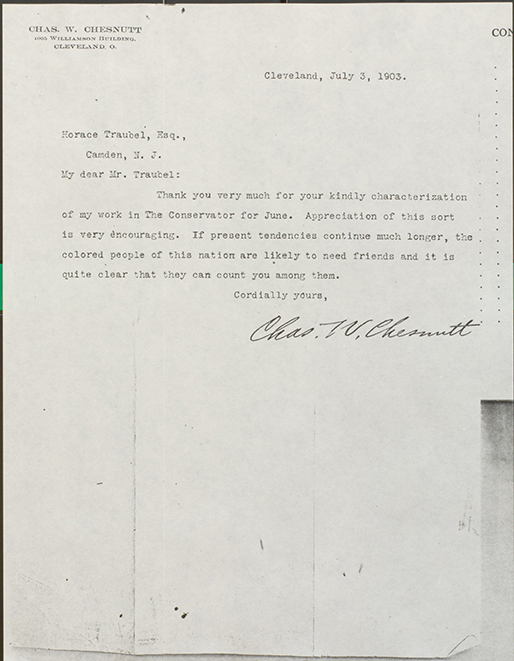 CHAS. W. CHESNUTT
1005 WILLIAMSON BUILDING,
CLEVELAND, O.
CON
Cleveland, July 3, 1903.
Horace Traubel, Esq.,
Camden, N. J.
My dear Mr. Traubel:
Thank you very much for your kindly characterization
of my work in The Conservator for June. Appreciation of this sort
is very encouraging. If present tendencies continue much longer, the
colored people of this nation are likely to need friends and it is
quite clear that they can count you among them.
Cordially yours,
Chas. W. Chesnutt